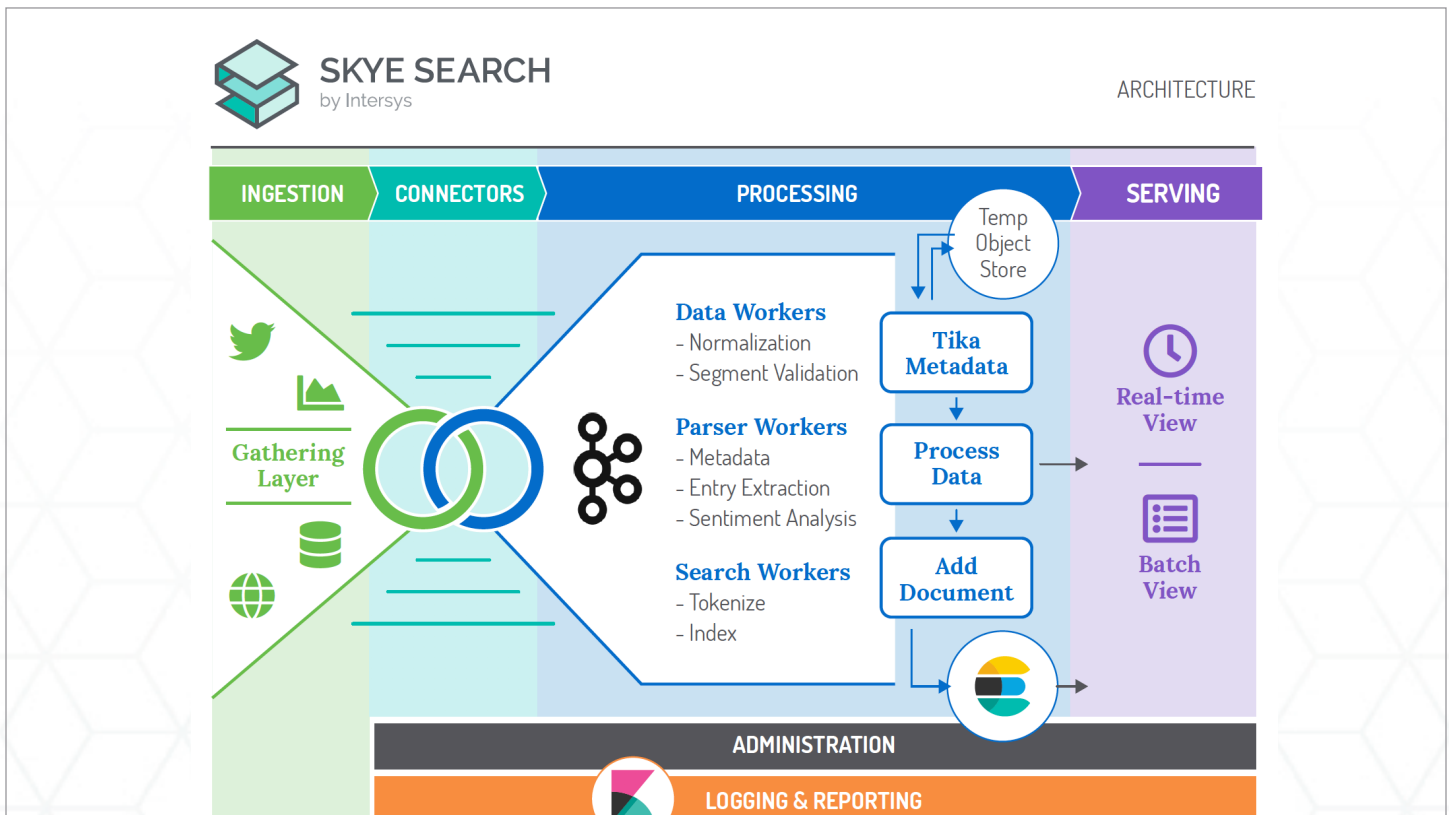 SKYE SEARCH
by Intersys
ARCHITECTURE
INGESTION
CONNECTORS
PROCESSING
SERVING
Gathering
Layer
Data Workers
- Normalization
- Segment Validation
Parser Workers
- Metadata
- Entry Extraction
- Sentiment Analysis
Search Workers
- Tokenize
- Index
Temp
Object
Store
Tika
Metadata
Process
Data
Add
Document
Real-time
View
Batch
View
ADMINISTRATION
LOGGING & REPORTING